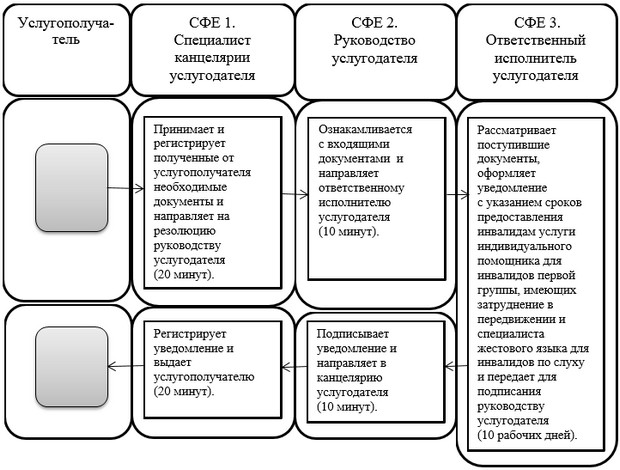 Услугополуча-
тель
СФЕ 1.
Специалист
канцелярии
услугодателя
СФЕ 2.
Руководство
услугодателя
СФЕ 3.
Ответственный
исполнитель
услугодателя
Принимает и
регистрирует
полученные от
услугополучателя
необходимые
документы и
направляет на
резолюцию
руководству
услугодателя
(20 минут).
Ознакамливается
с входящими
документами и
направляет
ответственному
исполнителю
услугодателя
(10 минут).
Рассматривает
поступившие
документы,
оформляет
уведомление
с указанием сроков
предоставления
инвалидам услуги
индивидуального
помощника для
инвалидов первой
группы, имеющих
затруднение в
передвижении и
специалиста
жестового языка для
инвалидов по слуху
и передает для
подписания
руководству
услугодателя
(10 рабочих дней).
Регистрирует
уведомление и
выдает
услугополучателю
(20 минут).
Подписывает
уведомление и
направляет в
канцелярию
услугодателя
(10 минут).